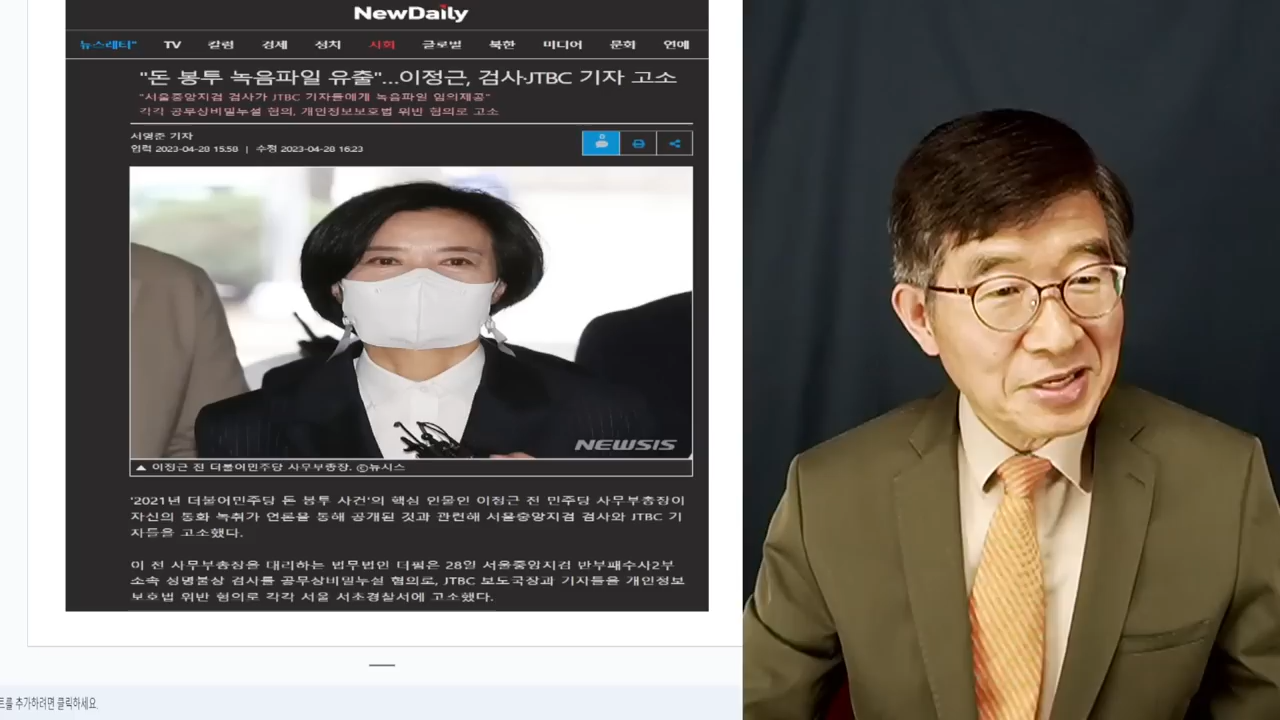 NewDaily
뉴스레터 TV 칼럼 경제 정치 사회 글로벌 북한 미디어 문화 연예
"돈 봉투 녹음파일 유출"…이정근, 검사·JTBC 기자 고소
"서울중앙지검 검사가 JTBC 기자들에게 녹음파일 임의제공"
각각 공무상비밀누설 혐의, 개인정보보호법 위반 혐의로 고소
서영준 기자
입력 2023-04-28 15:58 | 수정 2023-04-28 16:23
0
NEWSIS
▲ 이정근 전 더불어민주당 사무부총장. ⓒ뉴시스
'2021년 더불어민주당 돈 봉투 사건'의 핵심 인물인 이정근 전 민주당 사무부총장이
자신의 통화 녹취가 언론을 통해 공개된 것과 관련해 서울중앙지검 검사와 JTBC 기
자들을 고소했다.
이 전 사무부총장을 대리하는 법무법인 더펌은 28일 서울중앙지검 반부패수사2부
소속 성명불상 검사를 공무상비밀누설 혐의로, JTBC 보도국장과 기자들을 개인정보
보호법 위반 혐의로 각각 서울 서초경찰서에 고소했다.
트를 추가하려면 클릭하세요.